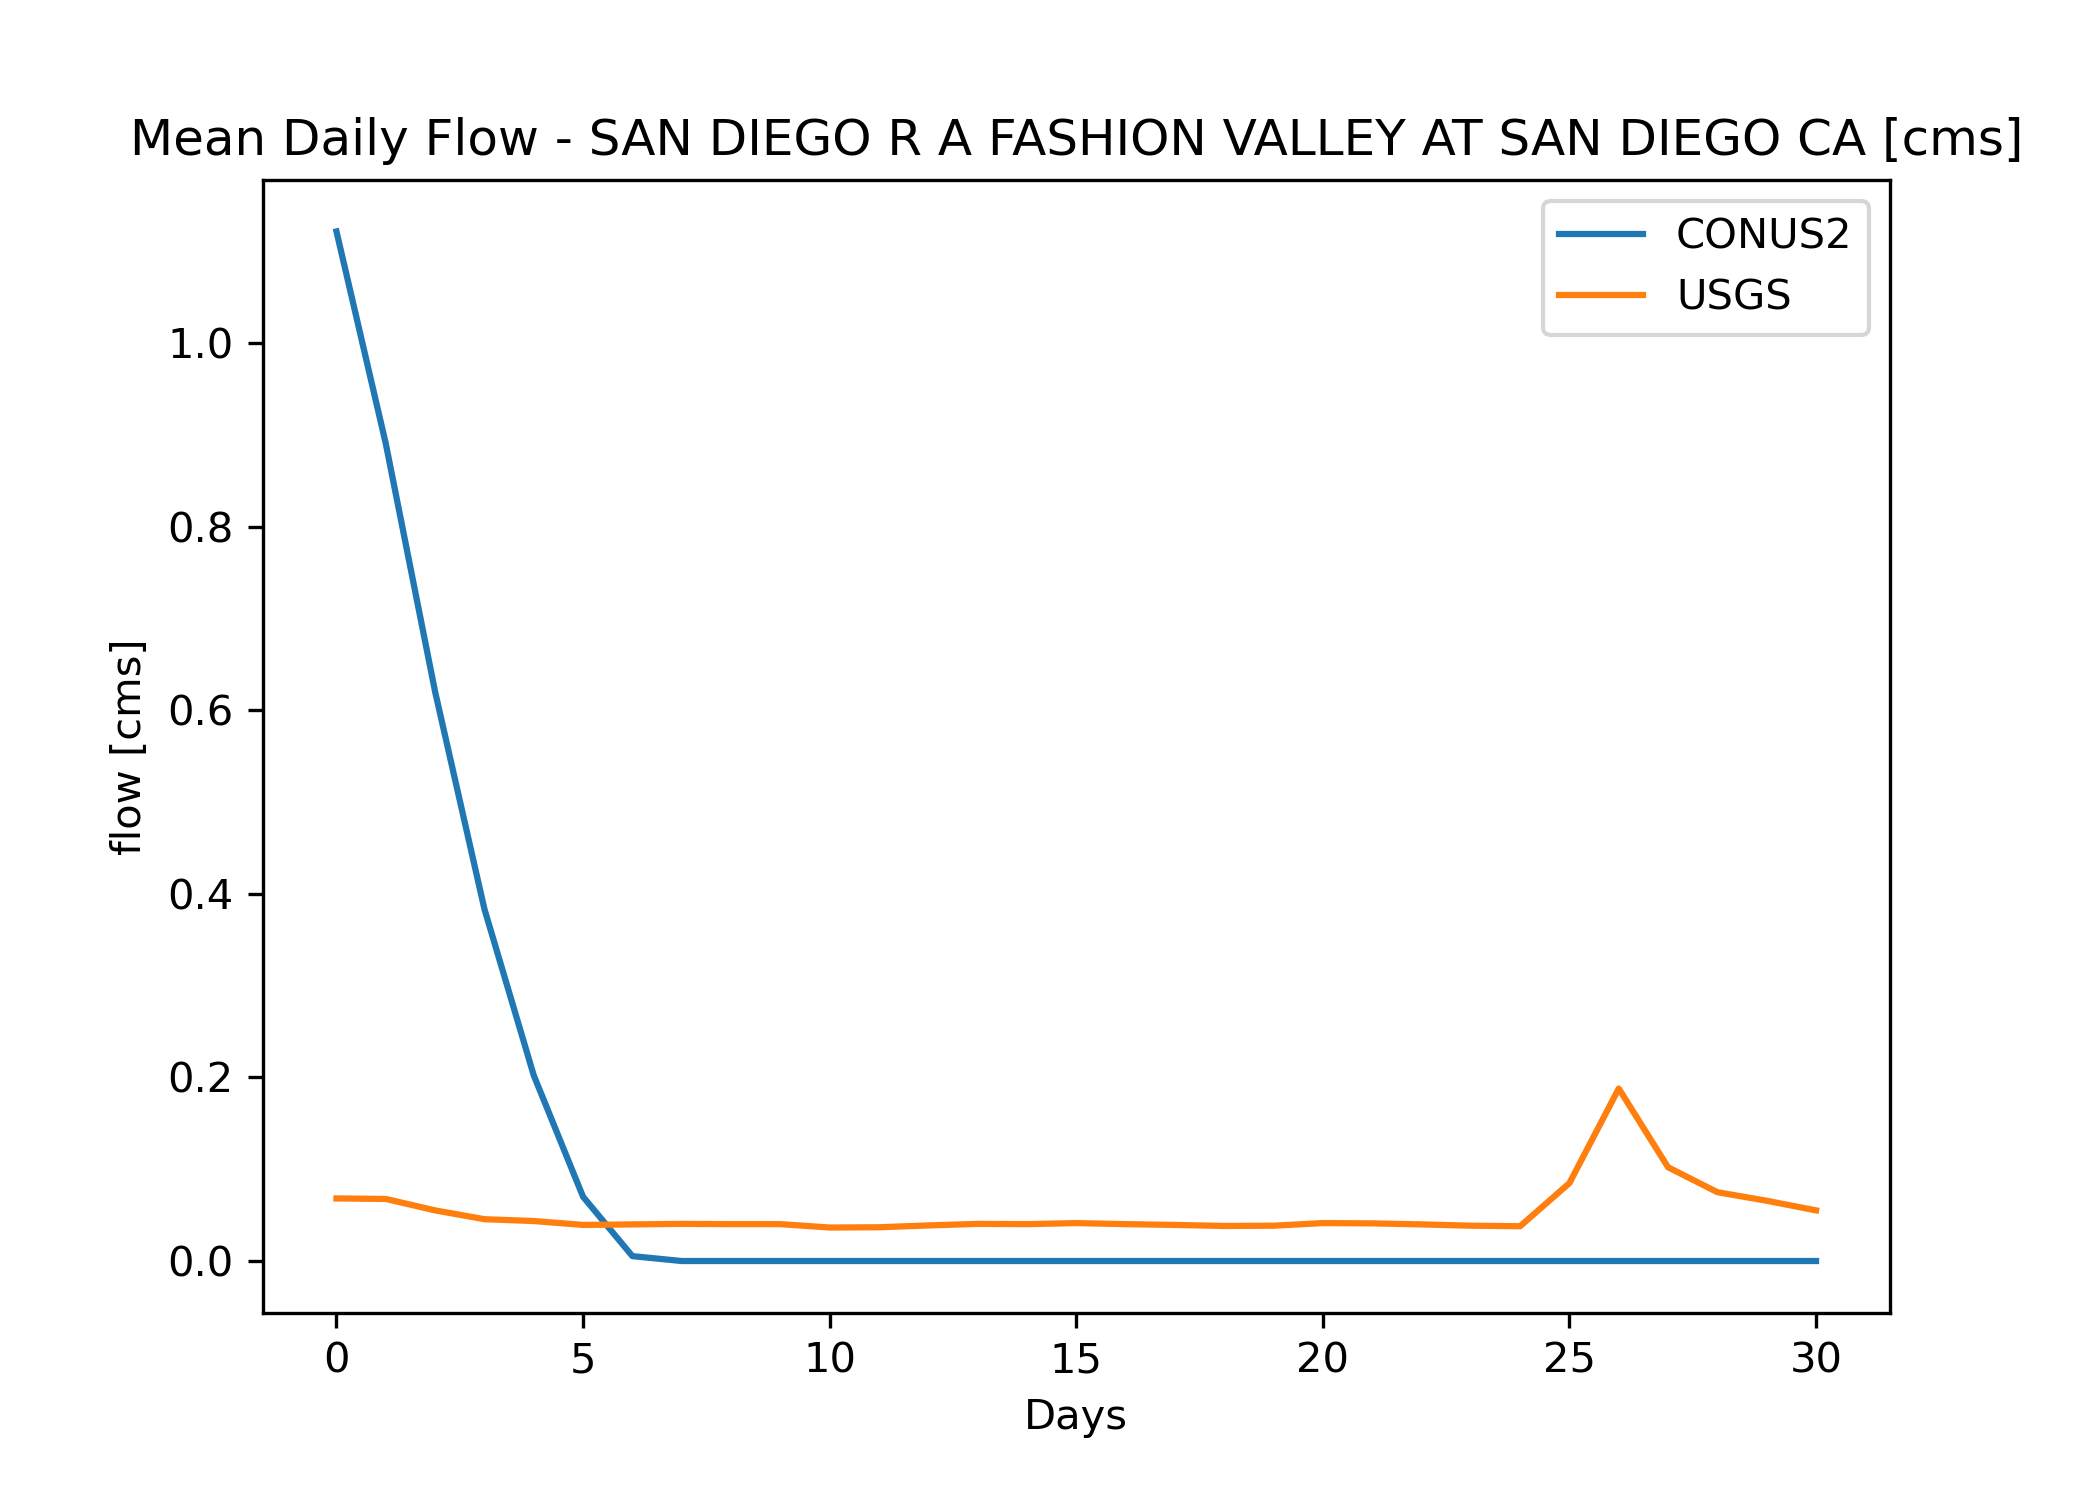 Mean Daily Flow - SAN DIEGO R A FASHION VALLEY AT SAN DIEGO CA [cms]
CONUS2
USGS
1.0
0.8
0.6
0.4
0.2
0.0
flow [cms]
0 5 10 15 20 25 30
Days